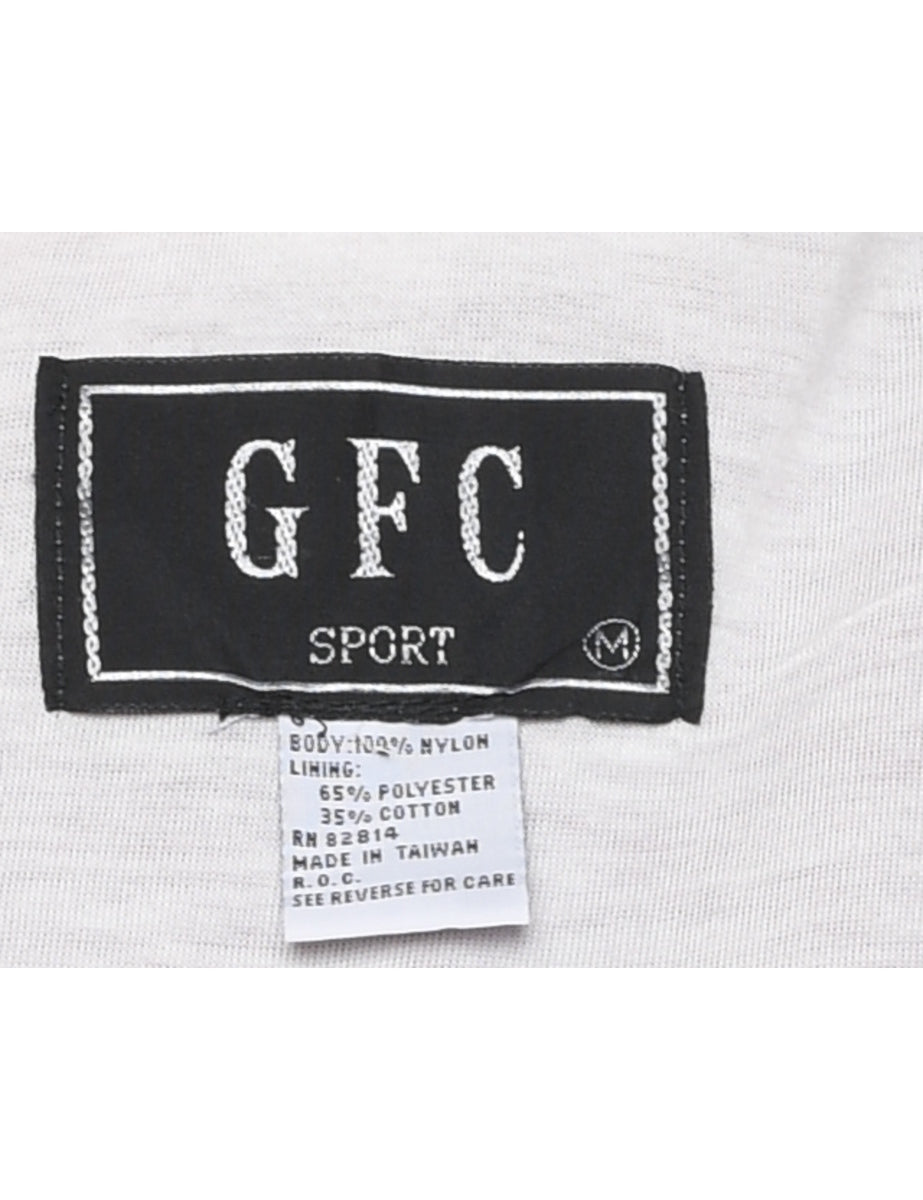 GFC
SPORT
M
BODY:100% NYLON
LINING:
65% POLYESTER
35% COTTON
RN 82814
MADE IN TAIWAN
R.O.C.
SEE REVERSE FOR CARE